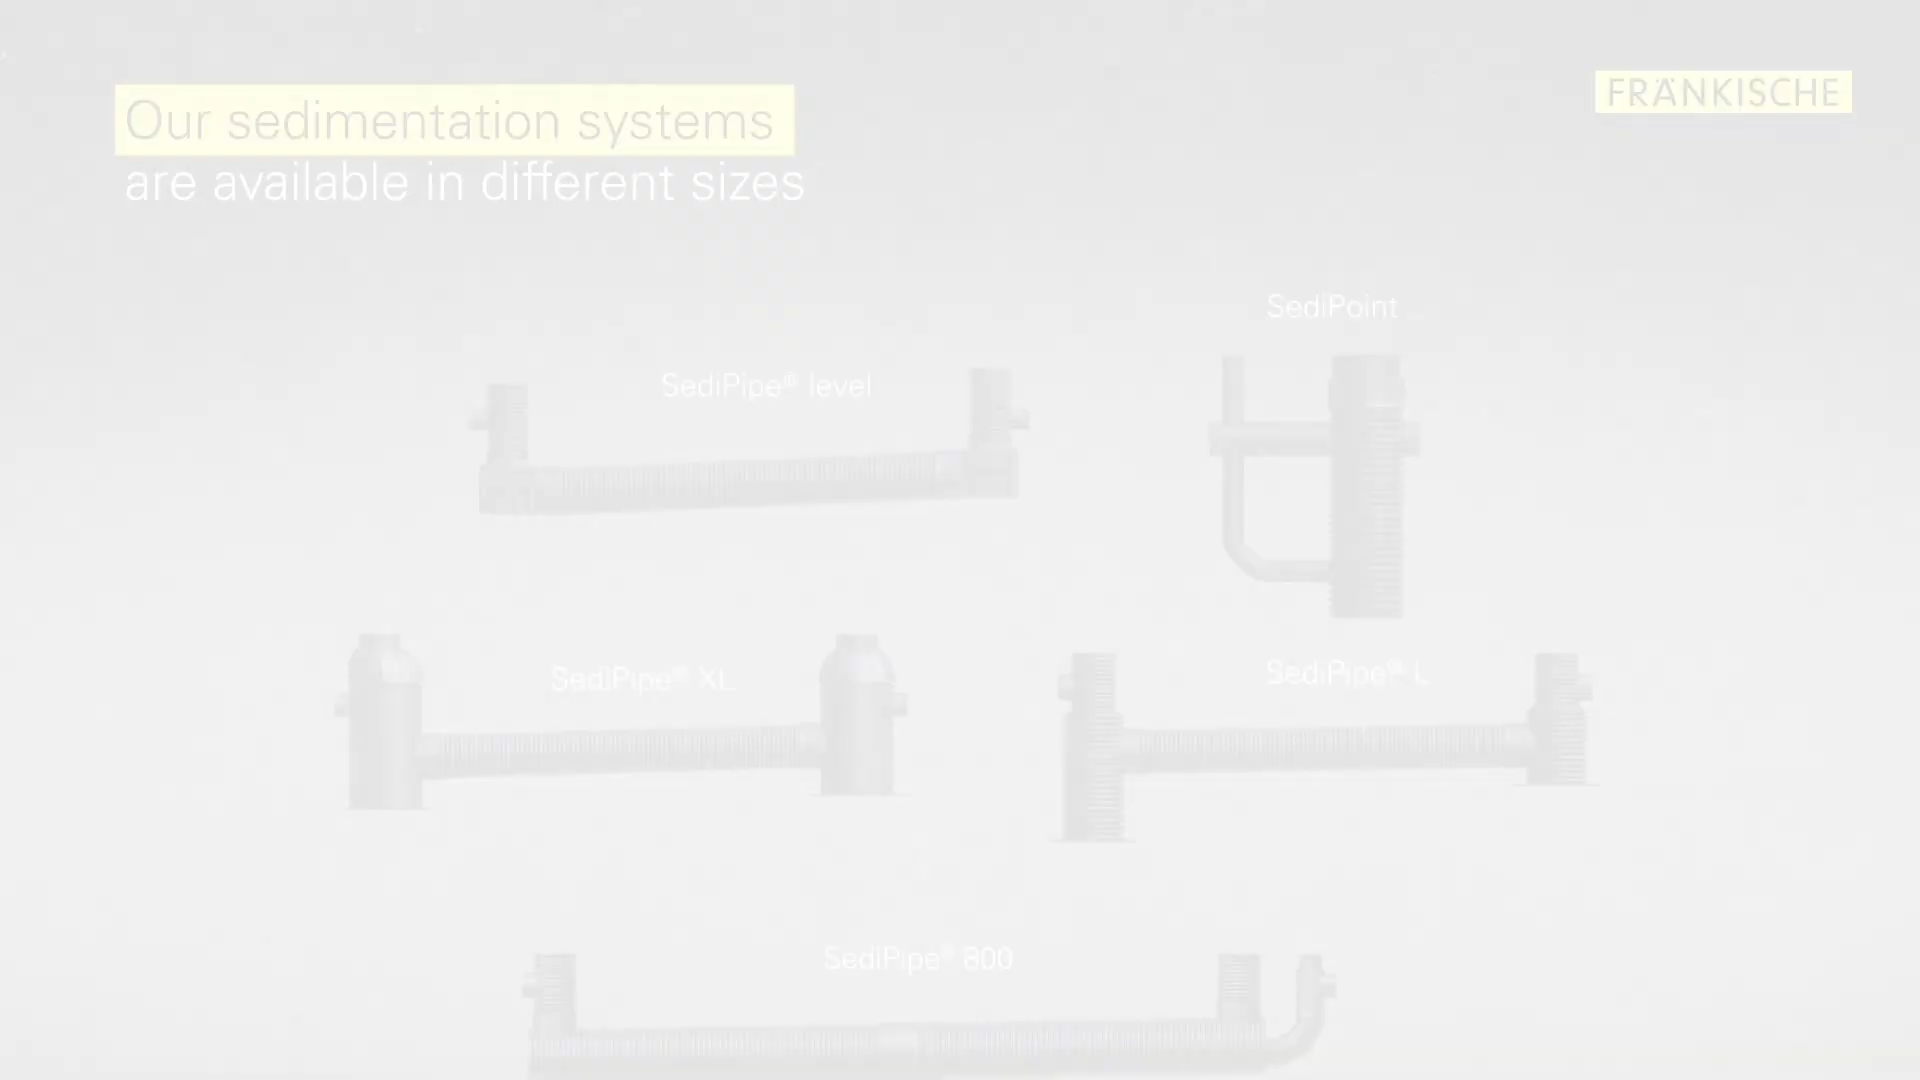 Our sedimentation systems
are available in different sizes
FRÄNKISCHE
SediPoint
SediPipe® level
SediPipe® XL
SediPipe® L
SediPipe® 800